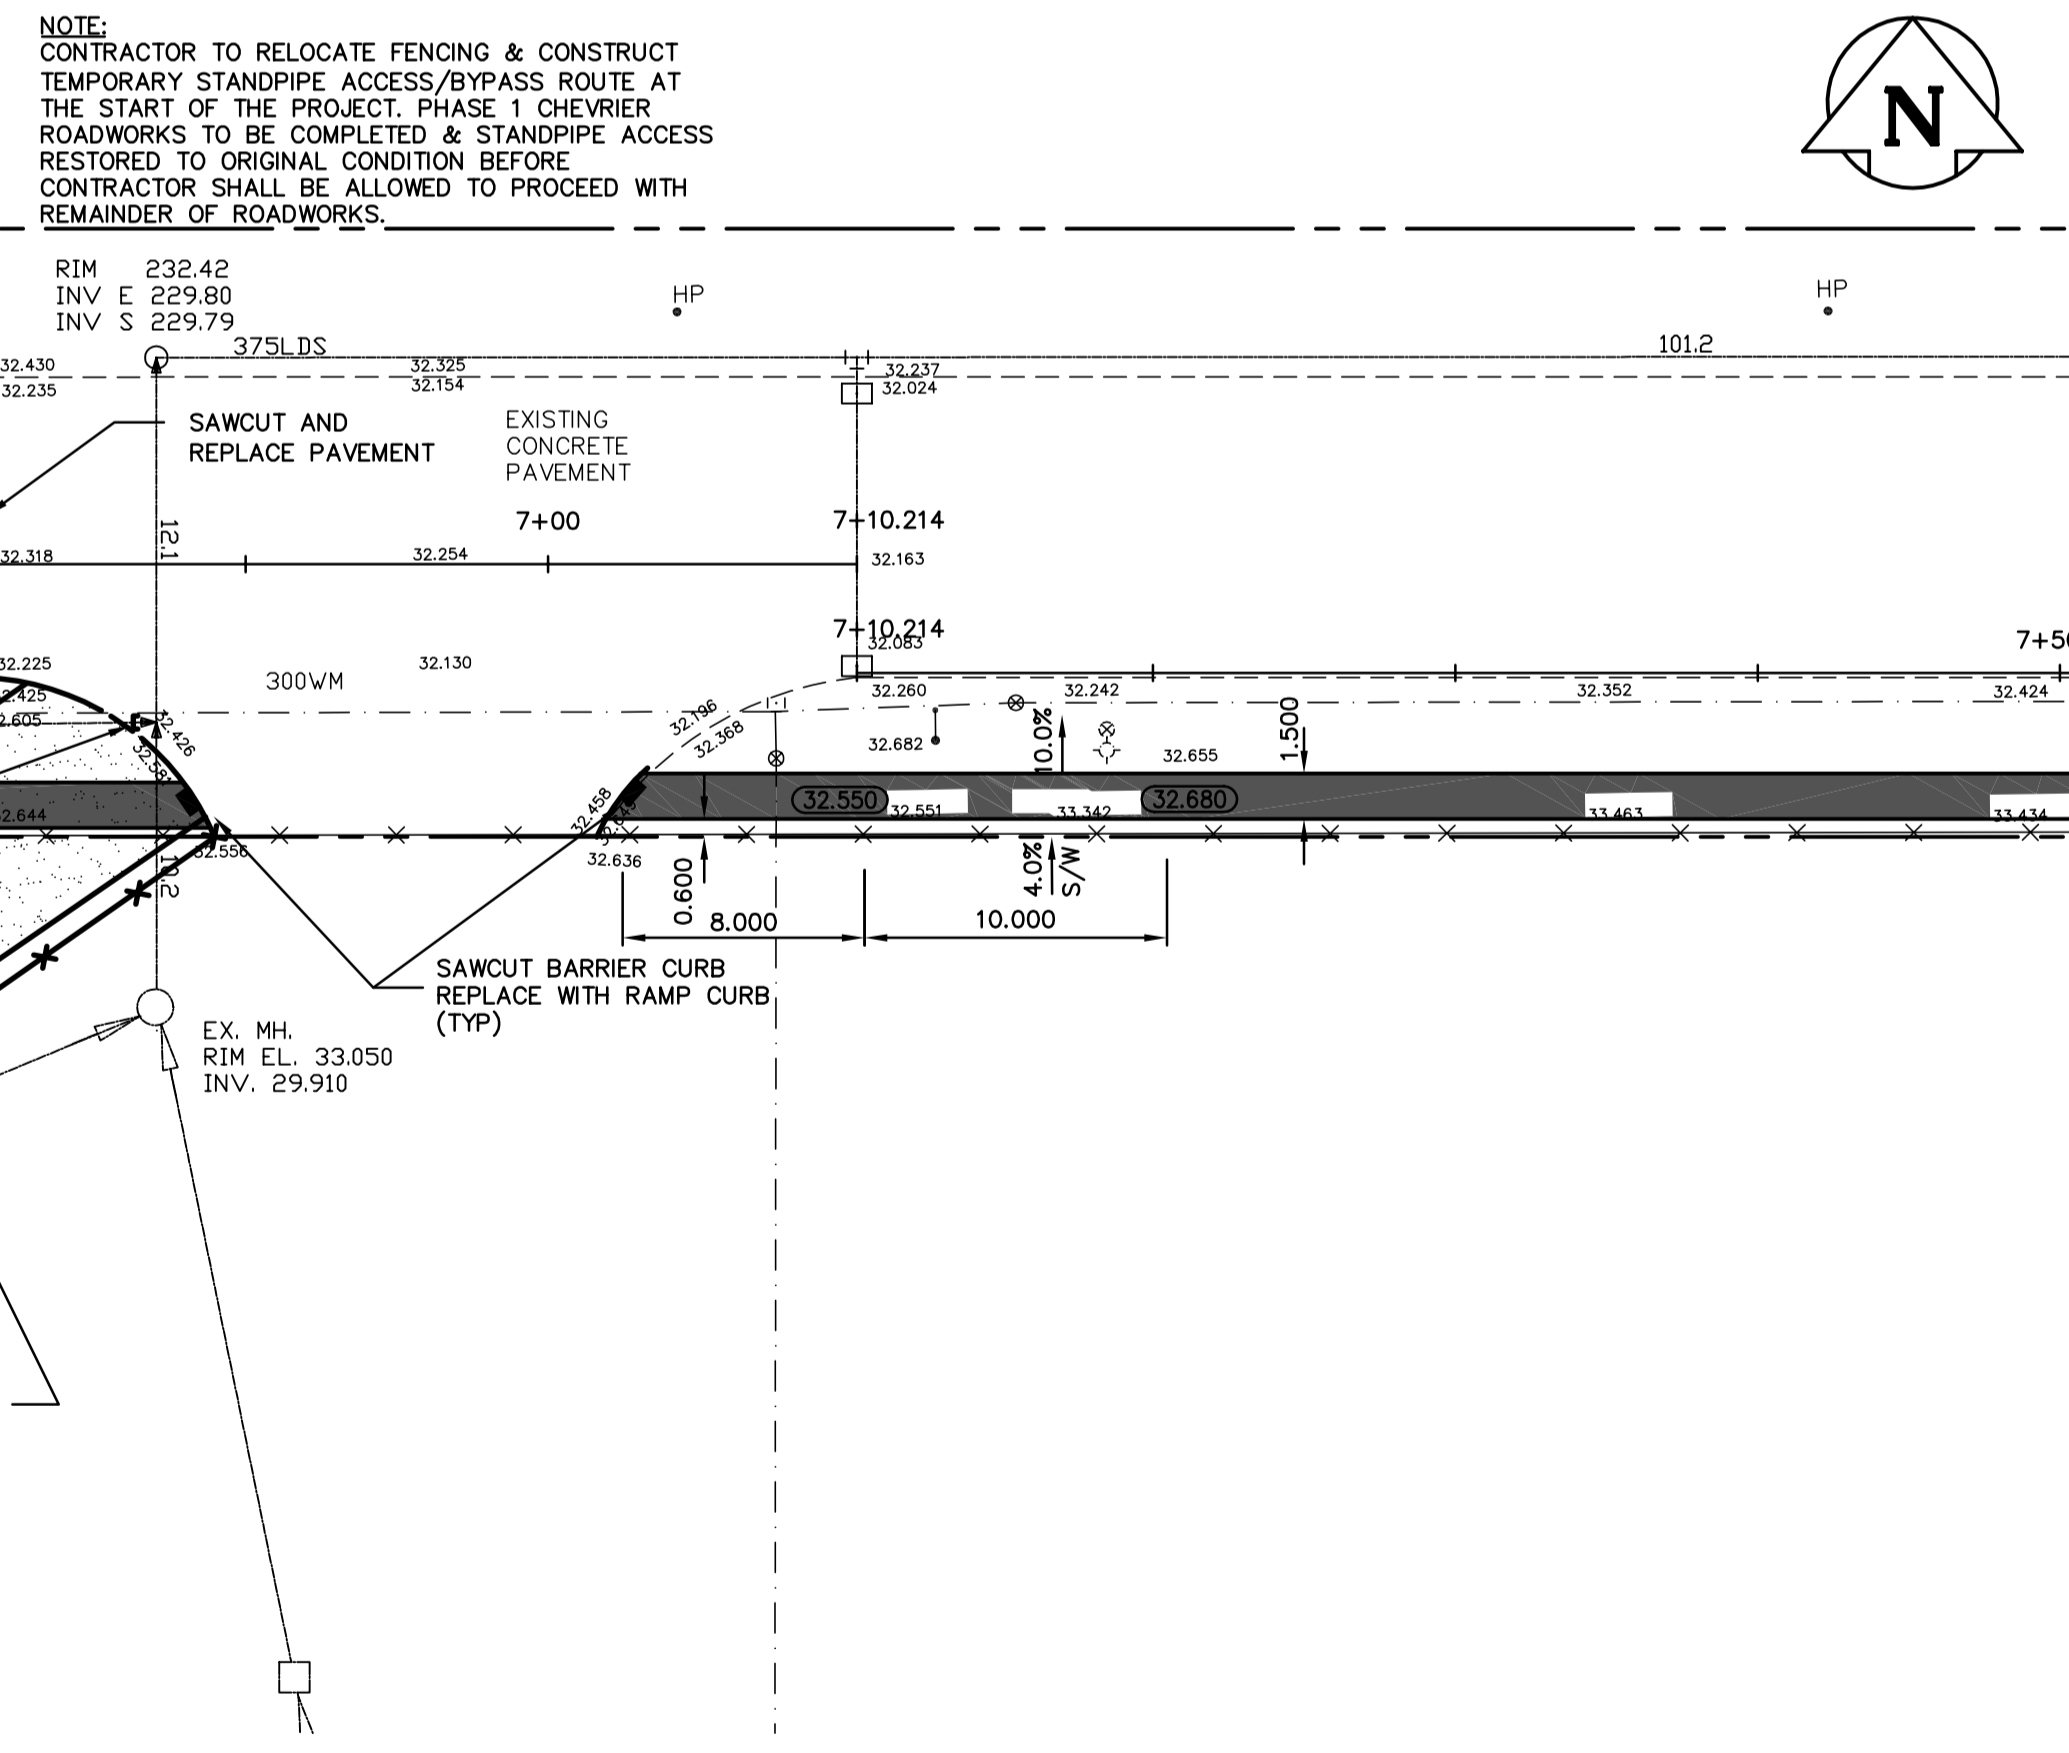 NOTE:
CONTRACTOR TO RELOCATE FENCING & CONSTRUCT
TEMPORARY STANDPIPE ACCESS/BYPASS ROUTE AT
THE START OF THE PROJECT. PHASE 1 CHEVRIER
ROADWORKS TO BE COMPLETED & STANDPIPE ACCESS
RESTORED TO ORIGINAL CONDITION BEFORE
CONTRACTOR SHALL BE ALLOWED TO PROCEED WITH
REMAINDER OF ROADWORKS.
N
RIM 232.42
INV E 229.80
INV S 229.79
HP
HP
375LDS
101.2
32.430
32.235
32.325
32.154
32.237
32.024
SAWCUT AND
REPLACE PAVEMENT
EXISTING
CONCRETE
PAVEMENT
12.1
7+00
7+10.214
32.318
32.254
32.163
7+10.214
32.083
32.225
32.130
300WM
32.260
32.242
32.352
32.424
32.426
32.196
32.368
32.682
10.0%
32.655
1.500
32.458
32.550
32.551
33.342
32.680
33.463
33.434
32.556
32.636
0.600
4.0%
S/W
8.000
10.000
SAWCUT BARRIER CURB
REPLACE WITH RAMP CURB
(TYP)
EX. MH.
RIM EL. 33.050
INV. 29.910